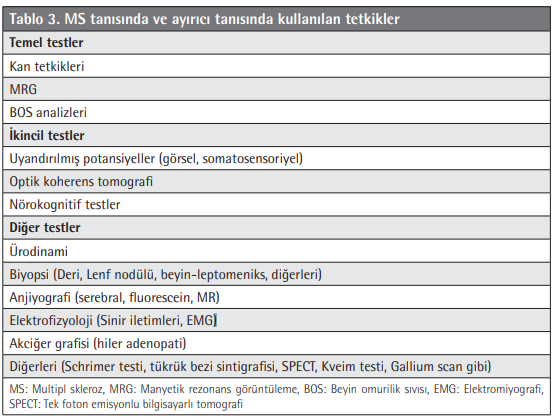 Tablo 3. MS tanısında ve ayırıcı tanısında kullanılan tetkikler
Temel testler
Kan tetkikleri
MRG
BOS analizleri
İkincil testler
Uyandırılmış potansiyeller (görsel, somatosensoriyel)
Optik koherens tomografi
Nörokognitif testler
Diğer testler
Ürodinami
Biyopsi (Deri, Lenf nodülü, beyin-leptomeniks, diğerleri)
Anjiyografi (serebral, fluorescein, MR)
Elektrofizyoloji (Sinir iletimleri, EMG)
Akciğer grafisi (hiler adenopati)
Diğerleri (Schrimer testi, tükrük bezi sintigrafisi, SPECT, Kveim testi, Gallium scan gibi)
MS: Multipl skleroz, MRG: Manyetik rezonans görüntüleme, BOS: Beyin omurilik sıvısı, EMG: Elektromiyografi,
SPECT: Tek foton emisyonlu bilgisayarlı tomografi